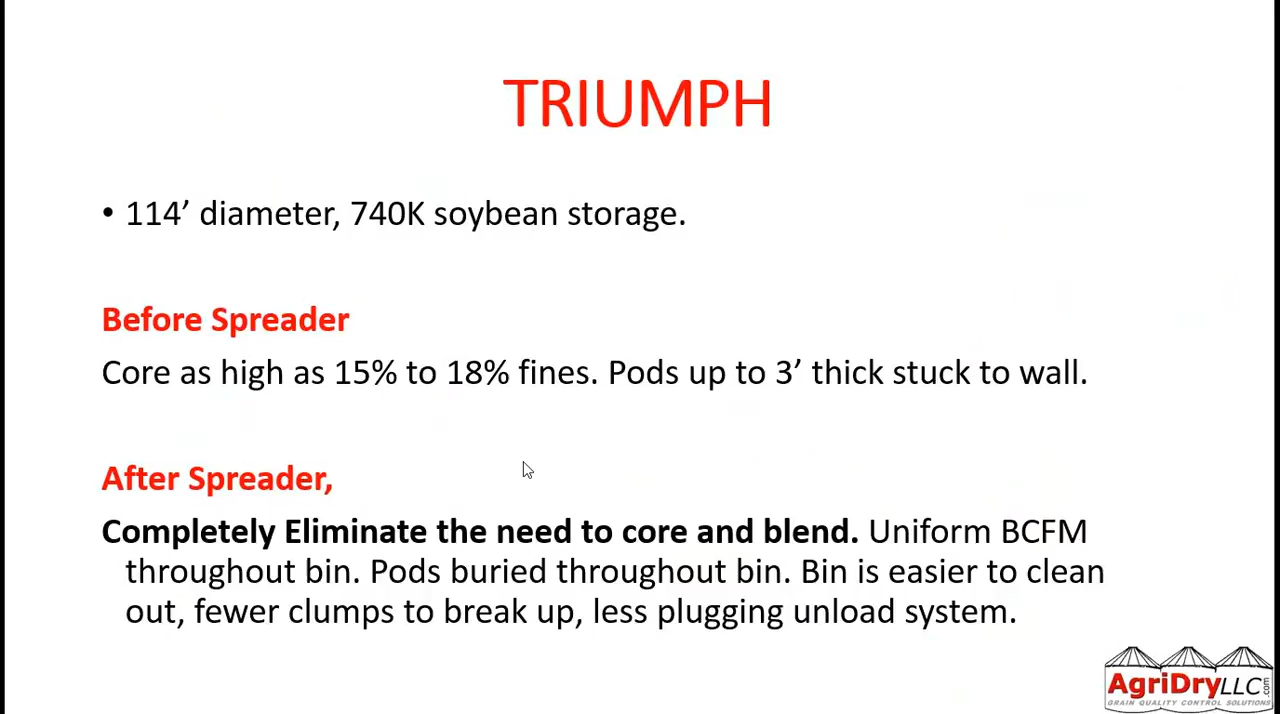 TRIUMPH
• 114’ diameter, 740K soybean storage.
Before Spreader
Core as high as 15% to 18% fines. Pods up to 3’ thick stuck to wall.
After Spreader,
Completely Eliminate the need to core and blend. Uniform BCFM
throughout bin. Pods buried throughout bin. Bin is easier to clean
out, fewer clumps to break up, less plugging unload system.
AgriDry LLC.com
GRAIN QUALITY CONTROL SOLUTIONS